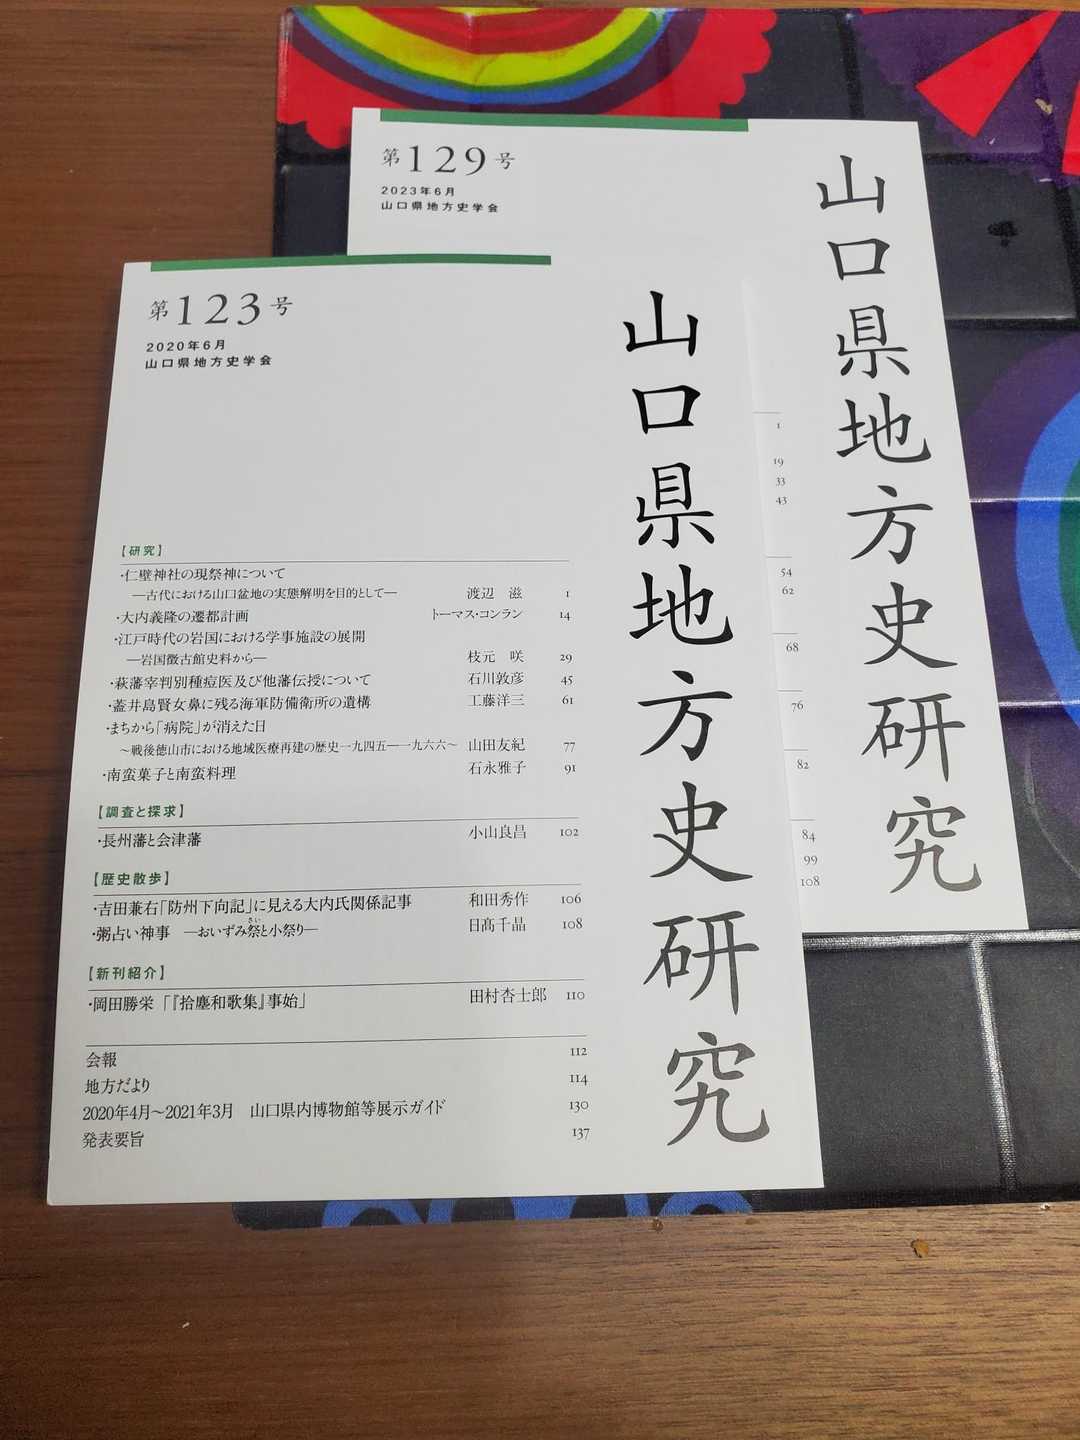 第129号
2023年6月
山口県地方史学会
山口県地方史研究
1
19
33
43
54
62
68
76
82
84
99
108
第123号
2020年6月
山口県地方史学会
山口県地方史研究
【研究】
・仁壁神社の現祭神について
―古代における山口盆地の実態解明を目的として― 渡辺 滋 1
・大内義隆の遷都計画 トーマス・コンラン 14
・江戸時代の岩国における学事施設の展開
―岩国徴古館史料から― 枝元 咲 29
・萩藩宰判別種痘医及び他藩伝授について 石川敦彦 45
・蓋井島賢女鼻に残る海軍防備衛所の遺構 工藤洋三 61
・まちから「病院」が消えた日
～戦後徳山市における地域医療再建の歴史一九四五―一九六六～ 山田友紀 77
・南蛮菓子と南蛮料理 石永雅子 91
【調査と探求】
・長州藩と会津藩 小山良昌 102
【歴史散歩】
・吉田兼右「防州下向記」に見える大内氏関係記事 和田秀作 106
さい
・粥占い神事 ―おいずみ祭と小祭り― 日髙千晶 108
【新刊紹介】
・岡田勝栄 「『拾塵和歌集』事始」 田村杏士郎 110
会報 112
地方だより 114
2020年4月～2021年3月 山口県内博物館等展示ガイド 130
発表要旨 137